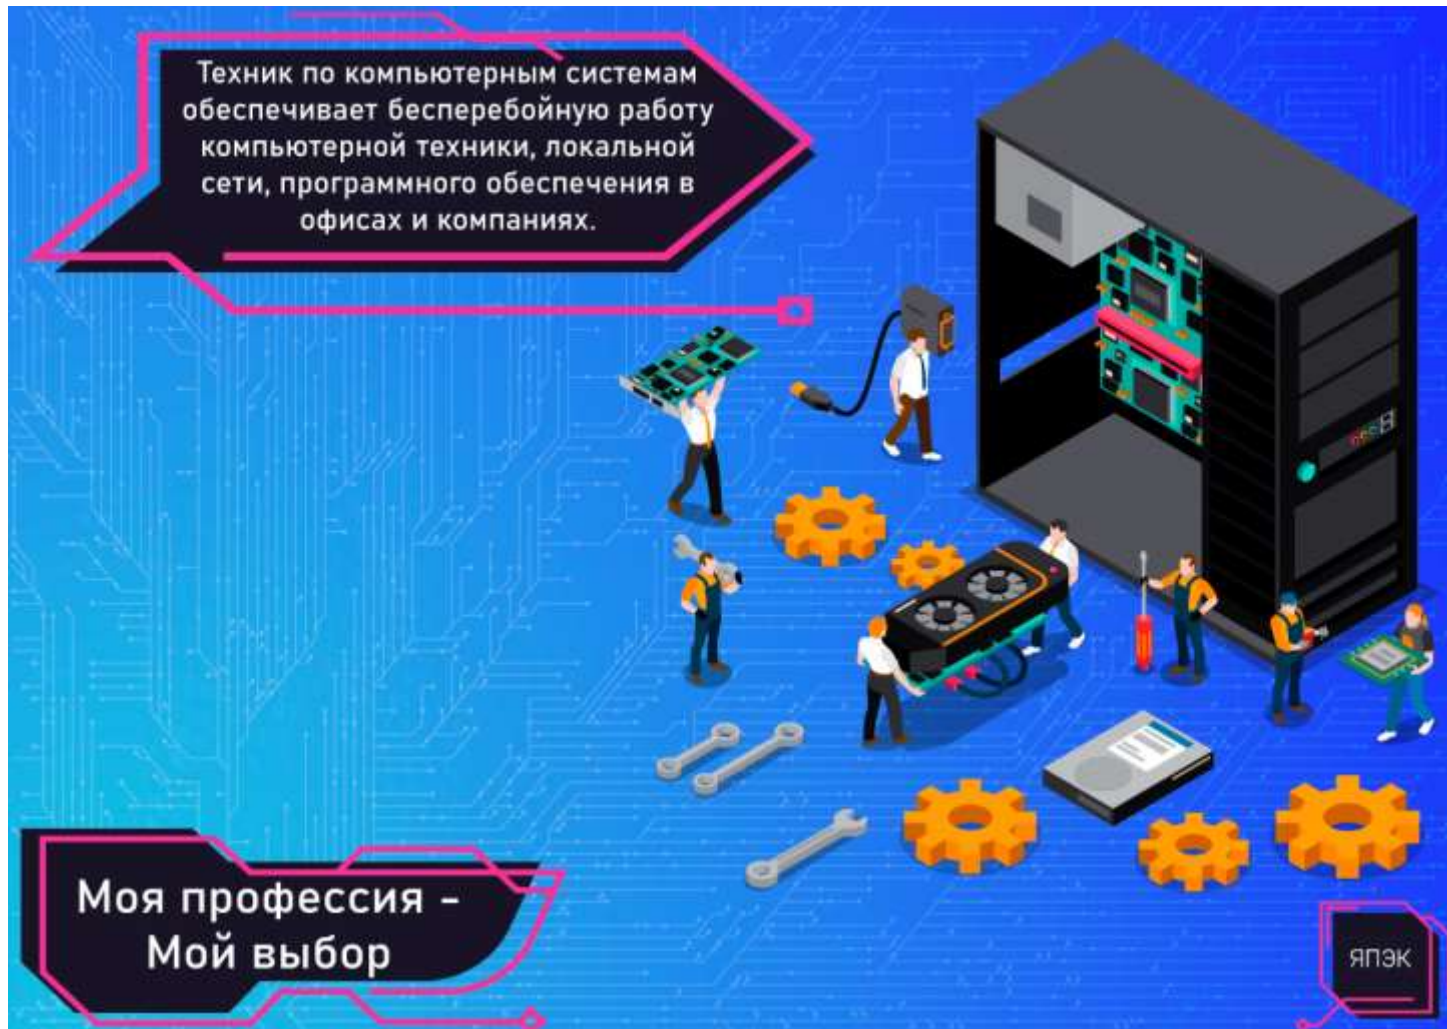 Техник по компьютерным системам
обеспечивает бесперебойную работу
компьютерной техники, локальной
сети, программного обеспечения в
офисах и компаниях.
Моя профессия -
Мой выбор
ЯПЭК